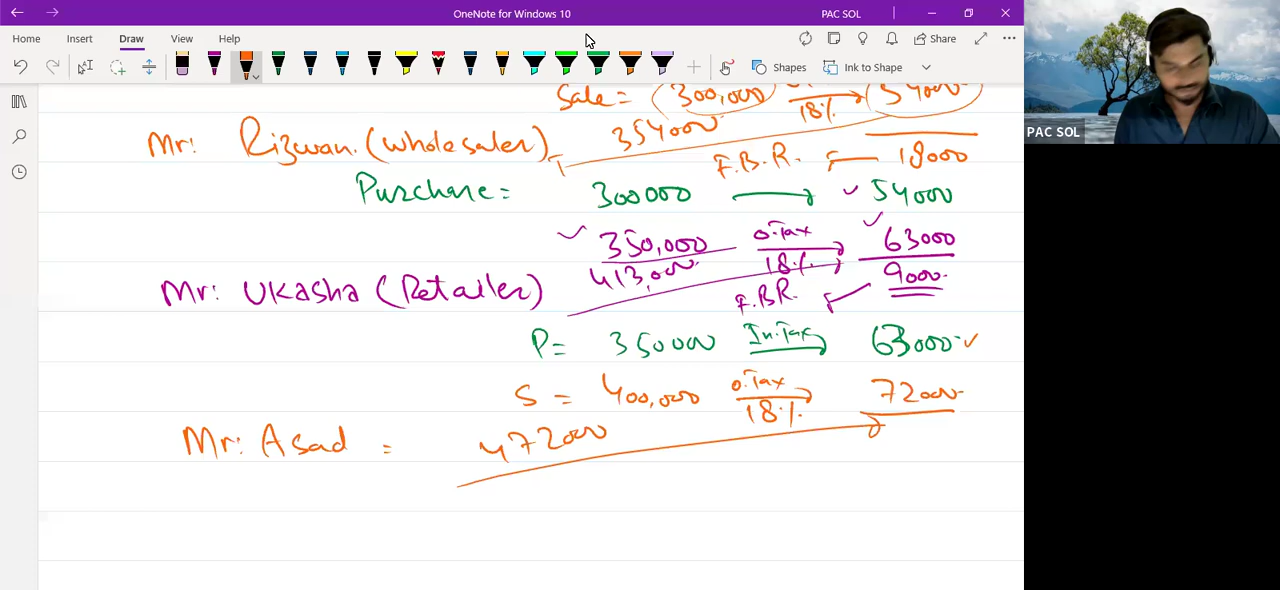 OneNote for Windows 10
PAC SOL
Home Insert Draw View Help
Share
Shapes
Ink to Shape
PAC SOL
Sale = 300,000 18% 54000
Mr: Rizwan. (wholesaler) 354000
F.B.R. 18000
Purchase = 300000 54000
350,000 o.Tax 18% 63000
Mr: Ukasha (Retailer) 413,000
F.B.R. 9000
P = 350000 In.Tax 63000
S = 400,000 o.Tax 18% 72000
Mr: Asad = 472000